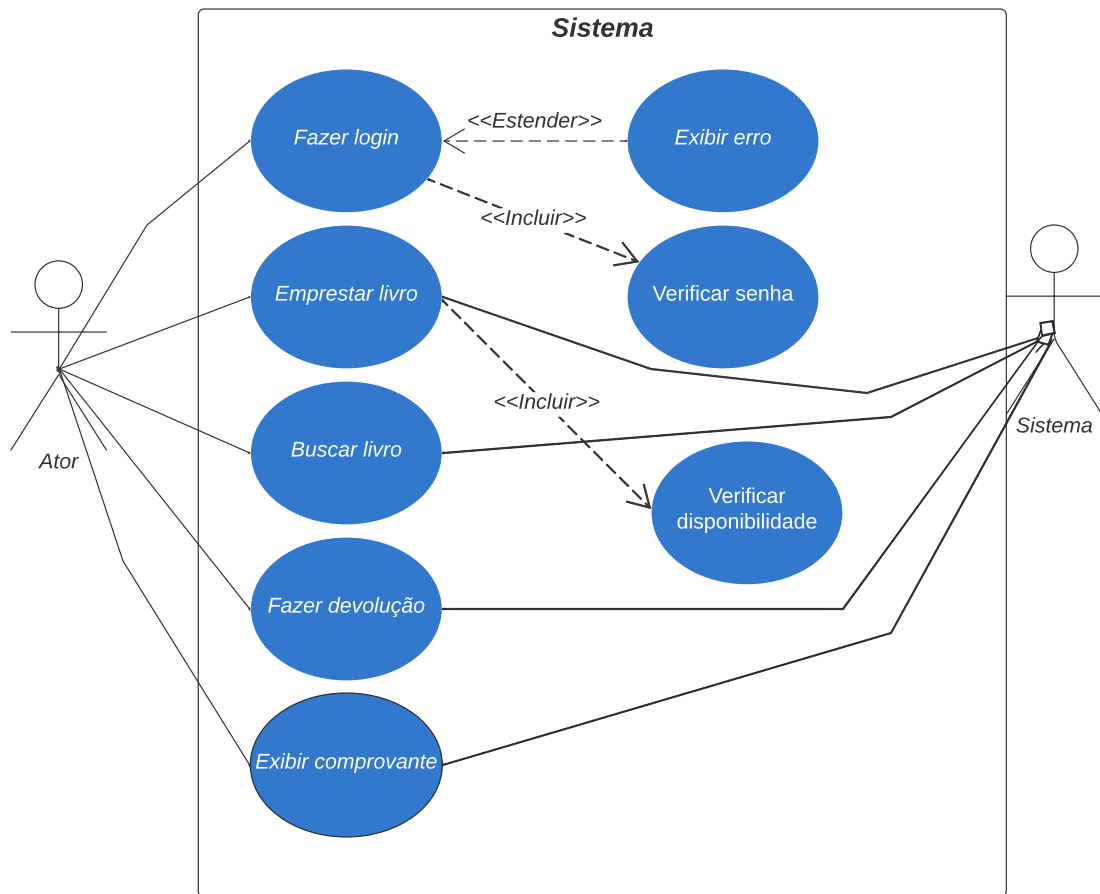 Sistema
<<Estender>>
Fazer login
Exibir erro
<<Incluir>>
Emprestar livro
Verificar senha
<<Incluir>>
Sistema
Buscar livro
Ator
Verificar
disponibilidade
Fazer devolução
Exibir comprovante